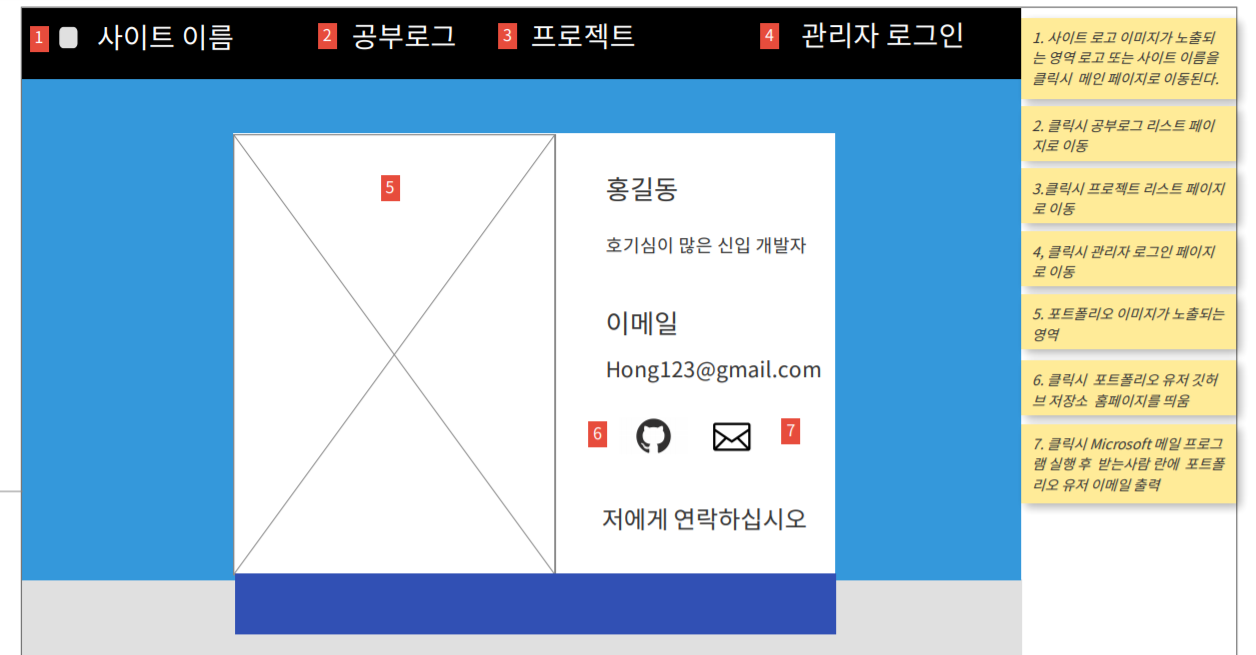 1 사이트 이름 2 공부로그 3 프로젝트 4 관리자 로그인
5
홍길동
호기심이 많은 신입 개발자
이메일
Hong123@gmail.com
6 7
저에게 연락하십시오
1. 사이트 로고 이미지가 노출되
는 영역 로고 또는 사이트 이름을
클릭시 메인 페이지로 이동된다.
2. 클릭시 공부로그 리스트 페이
지로 이동
3.클릭시 프로젝트 리스트 페이지
로 이동
4, 클릭시 관리자 로그인 페이지
로 이동
5. 포트폴리오 이미지가 노출되는
영역
6. 클릭시 포트폴리오 유저 깃허
브 저장소 홈페이지를 띄움
7. 클릭시 Microsoft 메일 프로그
램 실행 후 받는사람 란에 포트폴
리오 유저 이메일 출력